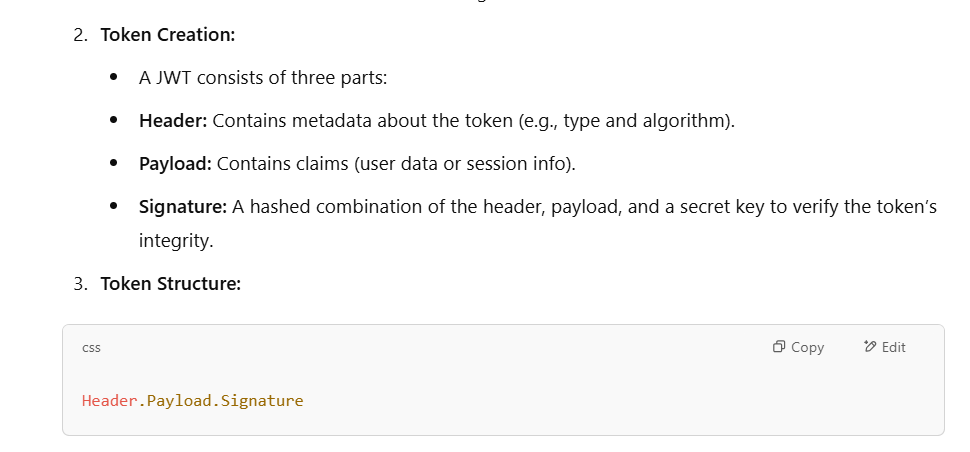 2. Token Creation:
• A JWT consists of three parts:
• Header: Contains metadata about the token (e.g., type and algorithm).
• Payload: Contains claims (user data or session info).
• Signature: A hashed combination of the header, payload, and a secret key to verify the token's
integrity.
3. Token Structure:
css Copy Edit
Header.Payload.Signature